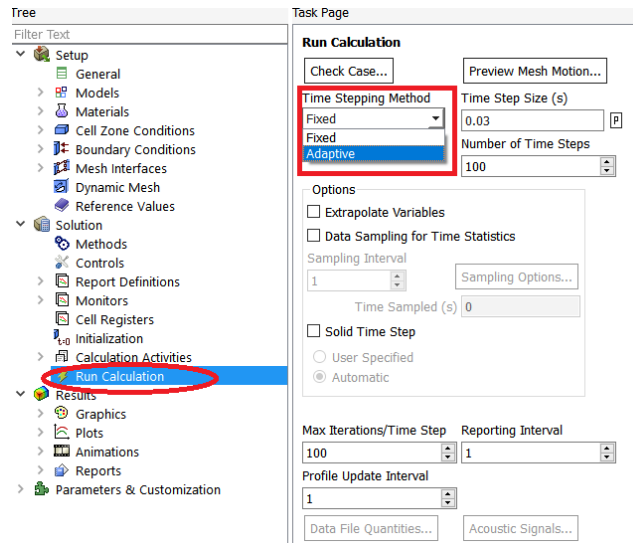 Tree
Filter Text
Setup
General
Models
Materials
Cell Zone Conditions
Boundary Conditions
Mesh Interfaces
Dynamic Mesh
Reference Values
Solution
Methods
Controls
Report Definitions
Monitors
Cell Registers
t=0 Initialization
Calculation Activities
Run Calculation
Results
Graphics
Plots
Animations
Reports
Parameters & Customization
Task Page
Run Calculation
Check Case... Preview Mesh Motion...
Time Stepping Method Time Step Size (s)
Fixed 0.03 P
Fixed Number of Time Steps
Adaptive 100
Options
Extrapolate Variables
Data Sampling for Time Statistics
Sampling Interval
1 Sampling Options...
Time Sampled (s) 0
Solid Time Step
User Specified
Automatic
Max Iterations/Time Step Reporting Interval
100 1
Profile Update Interval
1
Data File Quantities... Acoustic Signals...